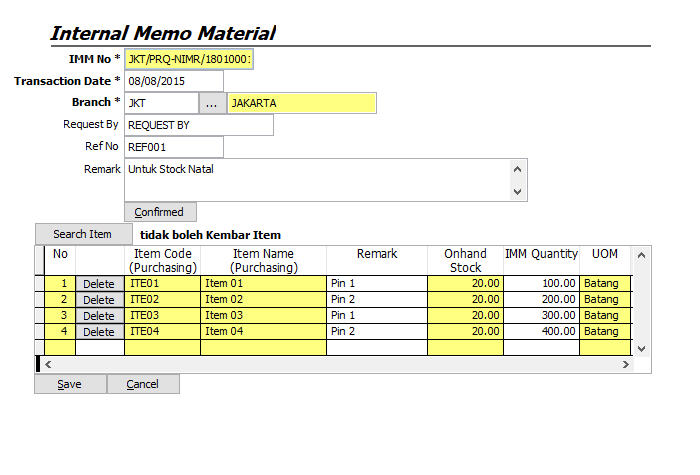 Internal Memo Material
IMM No * JKT/PRQ-NIMR/1801000:
Transaction Date * 08/08/2015
Branch * JKT ... JAKARTA
Request By REQUEST BY
Ref No REF001
Remark Untuk Stock Natal
Confirmed
Search Item tidak boleh Kembar Item
No Item Code (Purchasing) Item Name (Purchasing) Remark Onhand Stock IMM Quantity UOM
1 Delete ITE01 Item 01 Pin 1 20.00 100.00 Batang
2 Delete ITE02 Item 02 Pin 2 20.00 200.00 Batang
3 Delete ITE03 Item 03 Pin 1 20.00 300.00 Batang
4 Delete ITE04 Item 04 Pin 2 20.00 400.00 Batang
Save Cancel